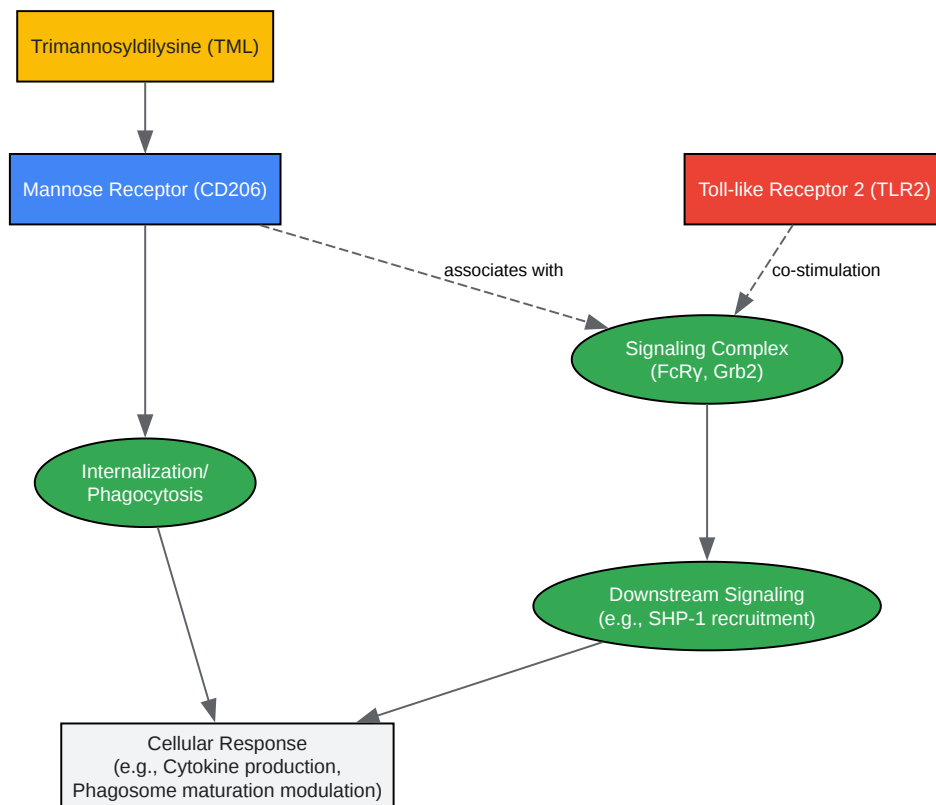 Trimannosyldilysine (TML)
Mannose Receptor (CD206)
Toll-like Receptor 2 (TLR2)
associates with
co-stimulation
Signaling Complex
(FcRγ, Grb2)
Internalization/
Phagocytosis
Downstream Signaling
(e.g., SHP-1 recruitment)
Cellular Response
(e.g., Cytokine production,
Phagosome maturation modulation)